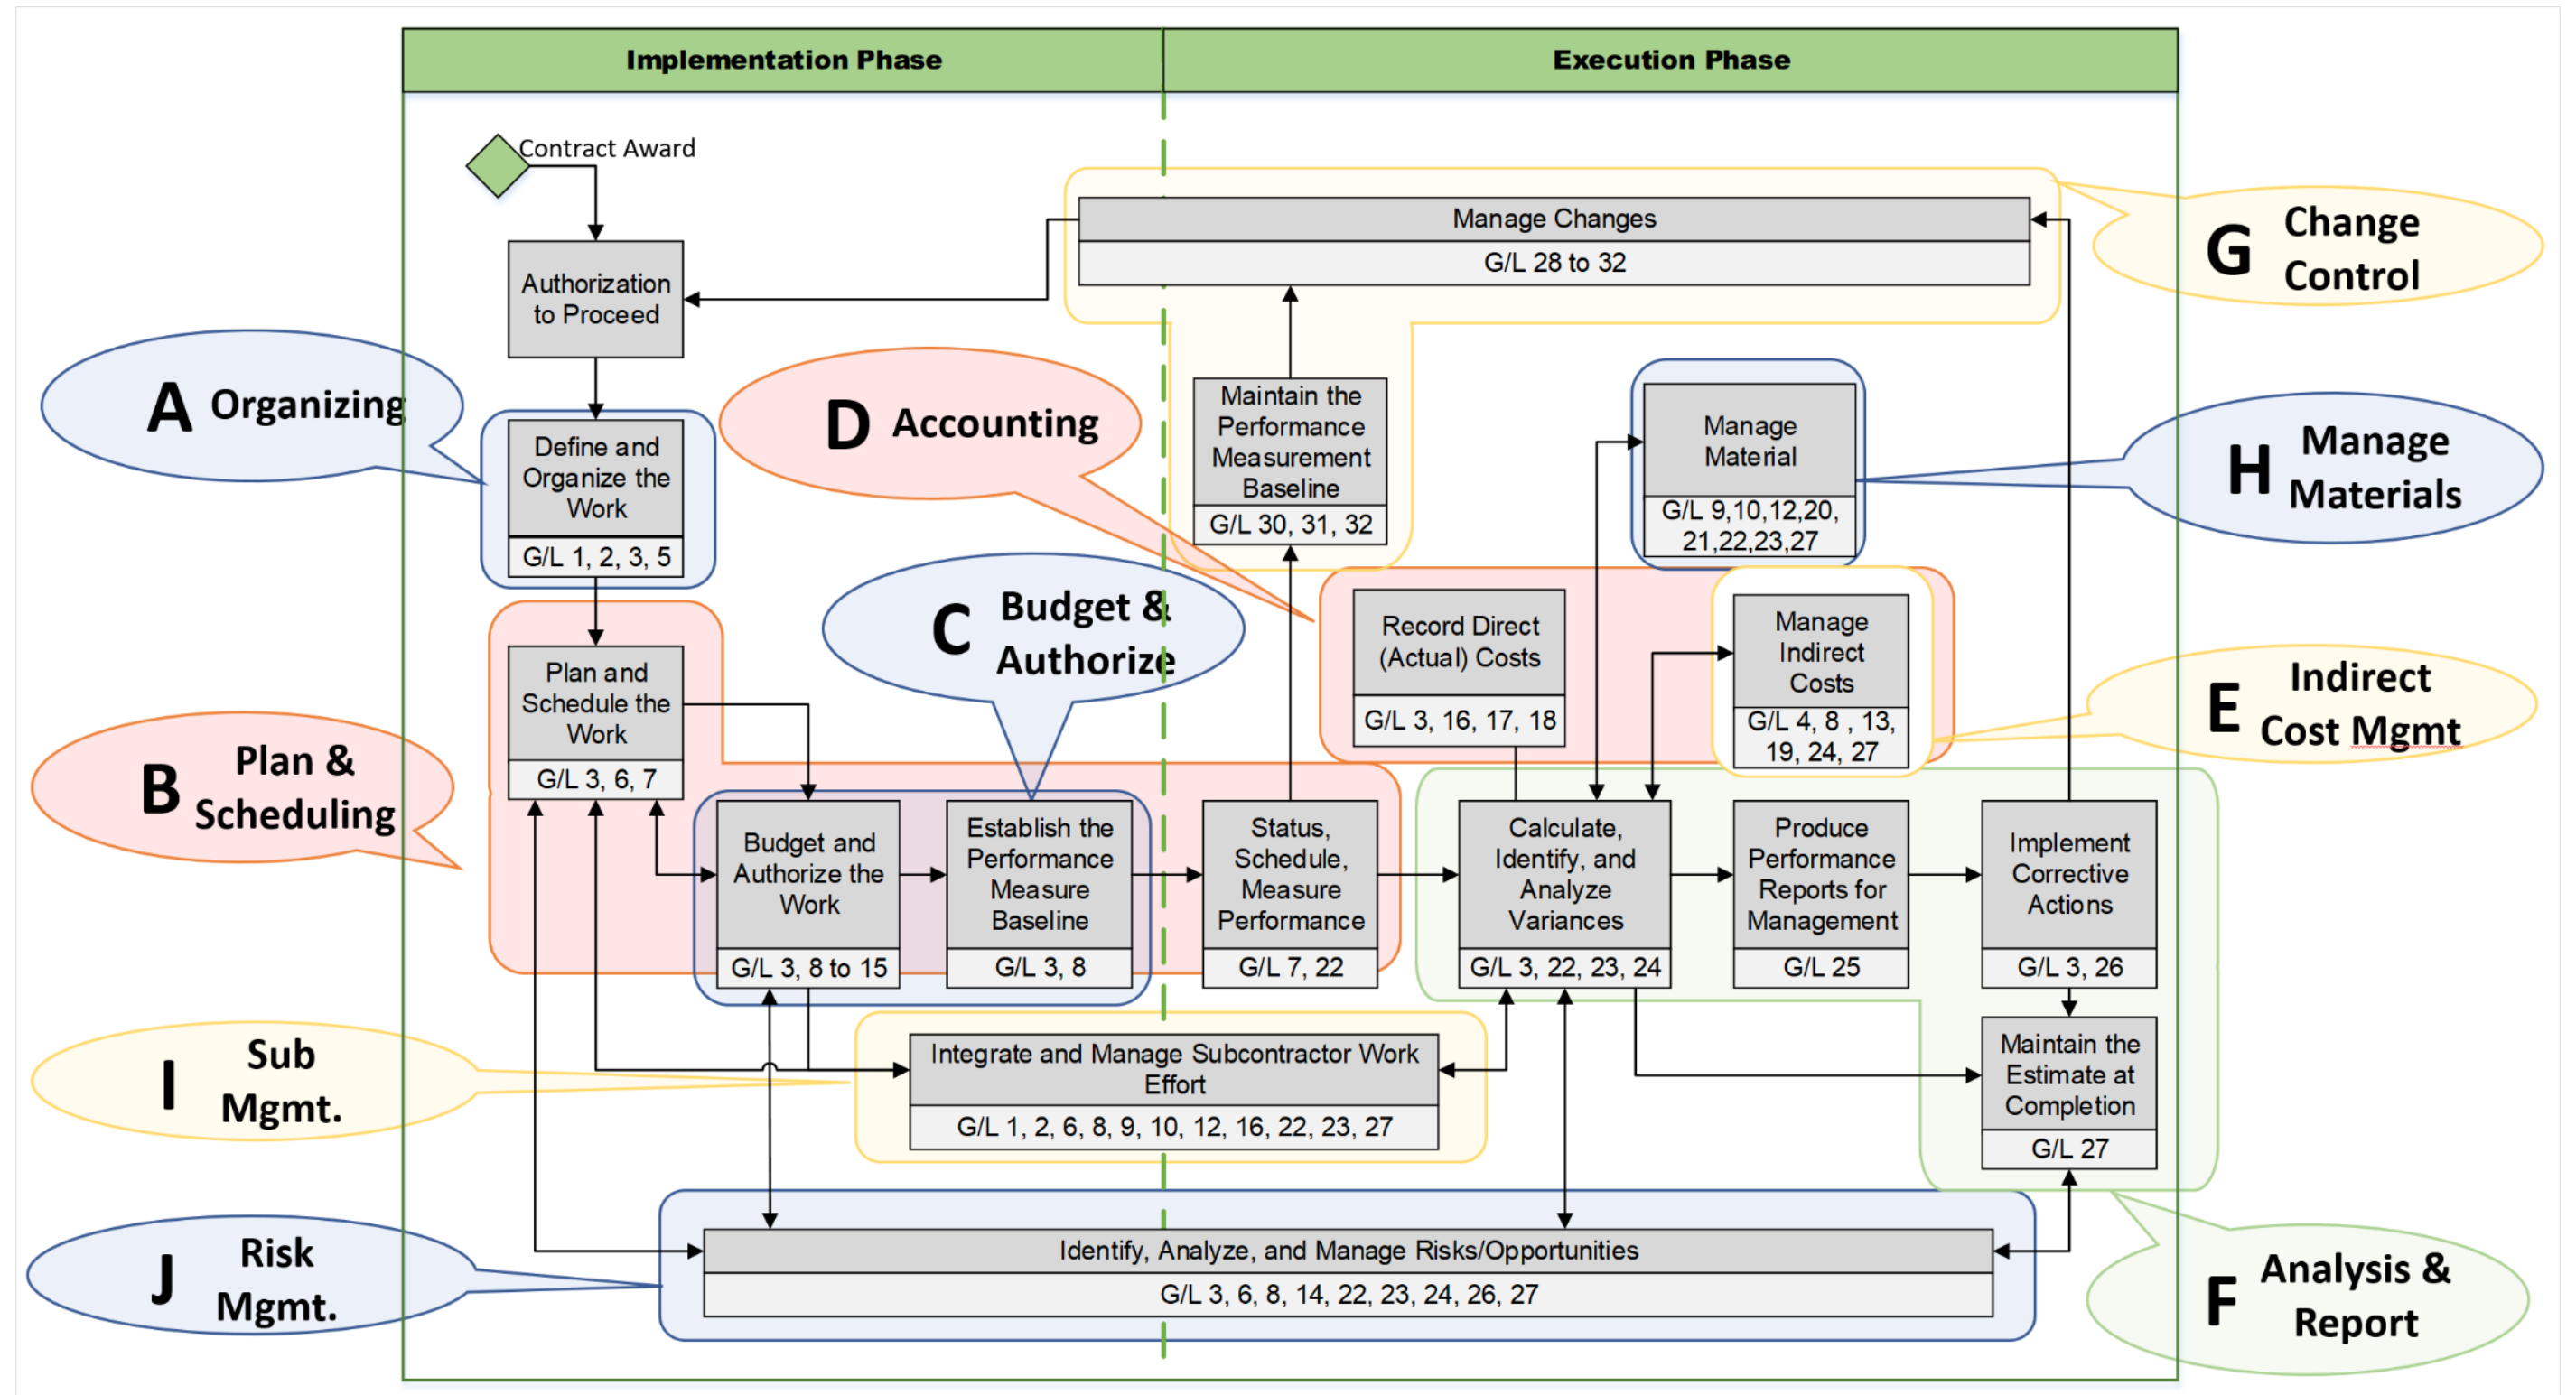 Implementation Phase
Execution Phase
Contract Award
Manage Changes
G/L 28 to 32
G
Change
Control
Authorization
to Proceed
A
Organizing
D
Accounting
Maintain the
Performance
Measurement
Baseline
G/L 30, 31, 32
Manage
Material
G/L 9,10,12,20,
21,22,23,27
H
Manage
Materials
Define and
Organize the
Work
G/L 1, 2, 3, 5
C
Budget &
Authorize
Record Direct
(Actual) Costs
G/L 3, 16, 17, 18
Manage
Indirect
Costs
G/L 4, 8 , 13,
19, 24, 27
E
Indirect
Cost Mgmt
Plan and
Schedule the
Work
G/L 3, 6, 7
B
Plan &
Scheduling
Budget and
Authorize the
Work
G/L 3, 8 to 15
Establish the
Performance
Measure
Baseline
G/L 3, 8
Status,
Schedule,
Measure
Performance
G/L 7, 22
Calculate,
Identify, and
Analyze
Variances
G/L 3, 22, 23, 24
Produce
Performance
Reports for
Management
G/L 25
Implement
Corrective
Actions
G/L 3, 26
I
Sub
Mgmt.
Integrate and Manage Subcontractor Work
Effort
G/L 1, 2, 6, 8, 9, 10, 12, 16, 22, 23, 27
Maintain the
Estimate at
Completion
G/L 27
J
Risk
Mgmt.
Identify, Analyze, and Manage Risks/Opportunities
G/L 3, 6, 8, 14, 22, 23, 24, 26, 27
F
Analysis &
Report